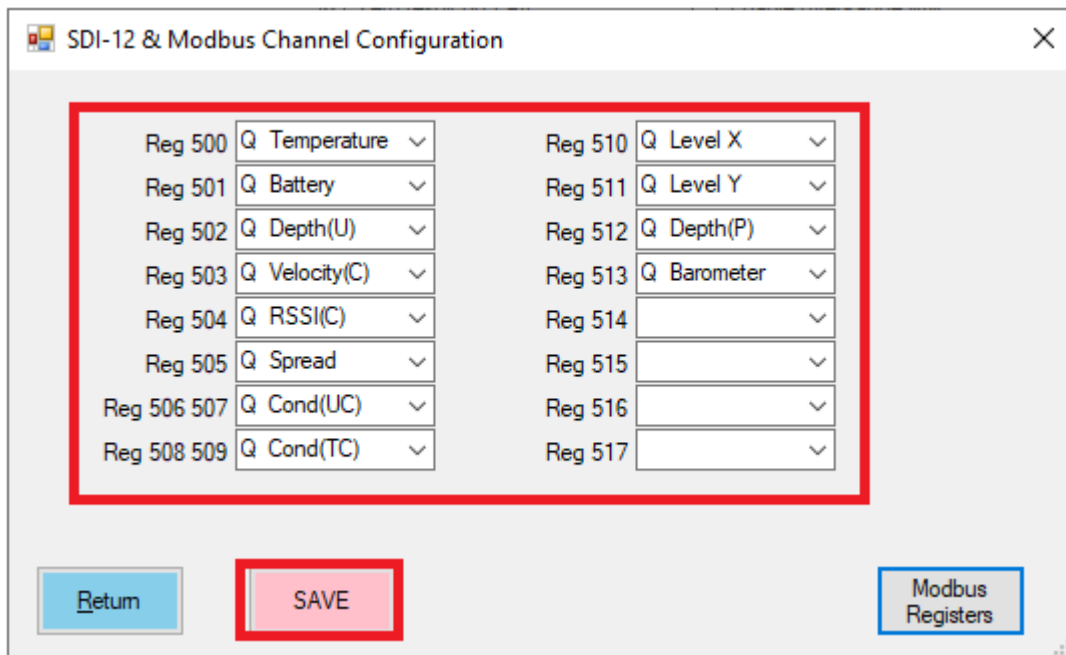 SDI-12 & Modbus Channel Configuration
Reg 500 Q Temperature
Reg 501 Q Battery
Reg 502 Q Depth(U)
Reg 503 Q Velocity(C)
Reg 504 Q RSSI(C)
Reg 505 Q Spread
Reg 506 507 Q Cond(UC)
Reg 508 509 Q Cond(TC)
Reg 510 Q Level X
Reg 511 Q Level Y
Reg 512 Q Depth(P)
Reg 513 Q Barometer
Reg 514
Reg 515
Reg 516
Reg 517
Return
SAVE
Modbus
Registers